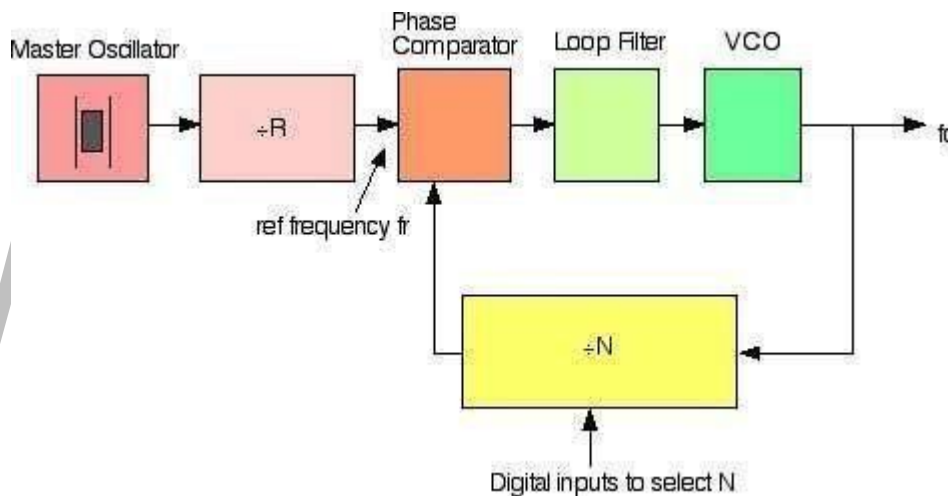 Master Oscillator
Phase
Comparator
Loop Filter
VCO
÷R
ref frequency fr
÷N
Digital inputs to select N